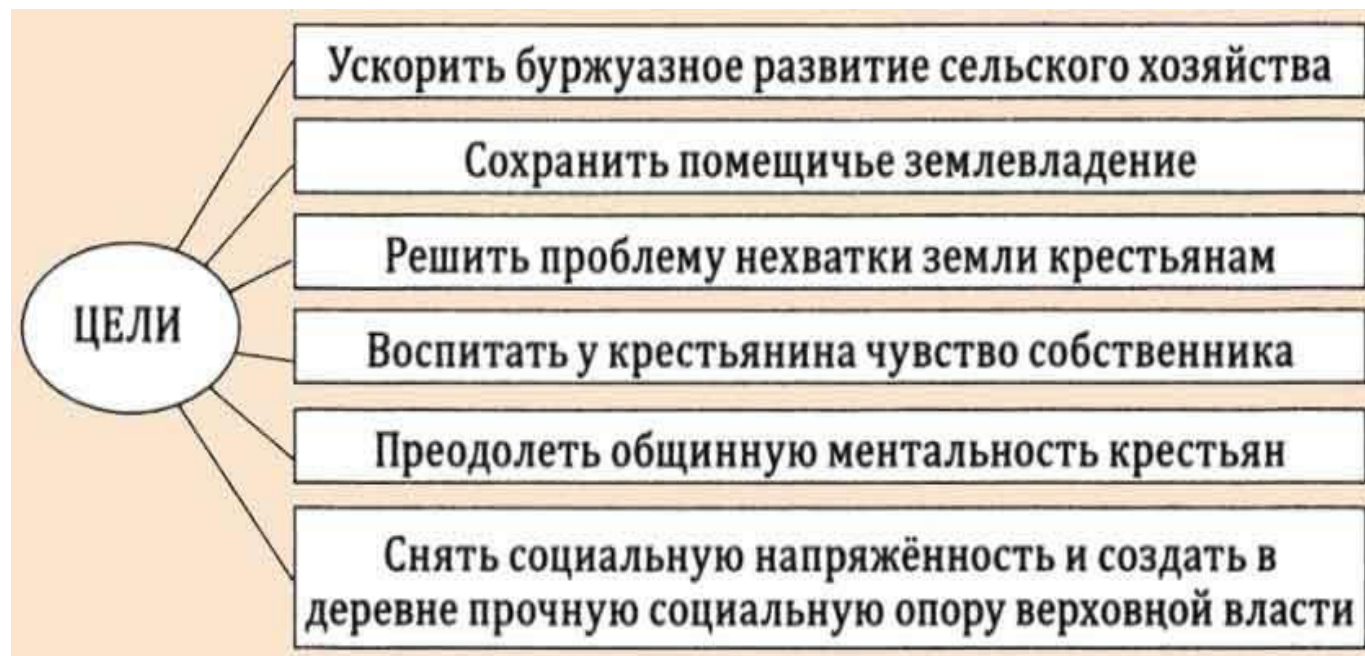 ЦЕЛИ
Ускорить буржуазное развитие сельского хозяйства
Сохранить помещичье землевладение
Решить проблему нехватки земли крестьянам
Воспитать у крестьянина чувство собственника
Преодолеть общинную ментальность крестьян
Снять социальную напряжённость и создать в
деревне прочную социальную опору верховной власти